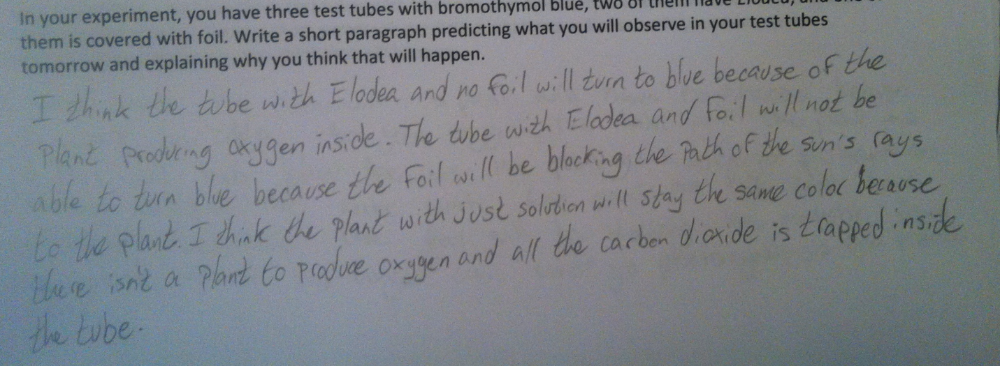 In your experiment, you have three test tubes with bromothymol blue, two of them have
them is covered with foil. Write a short paragraph predicting what you will observe in your test tubes
tomorrow and explaining why you think that will happen.
I think the tube with Elodea and no foil will turn to blue because of the
Plant producing oxygen inside. The tube with Elodea and Foil will not be
able to turn blue because the Foil will be blocking the Path of the sun's rays
to the plant. I think the plant with just solution will stay the same color because
there isn't a Plant to produce oxygen and all the carbon dioxide is trapped inside
the tube.